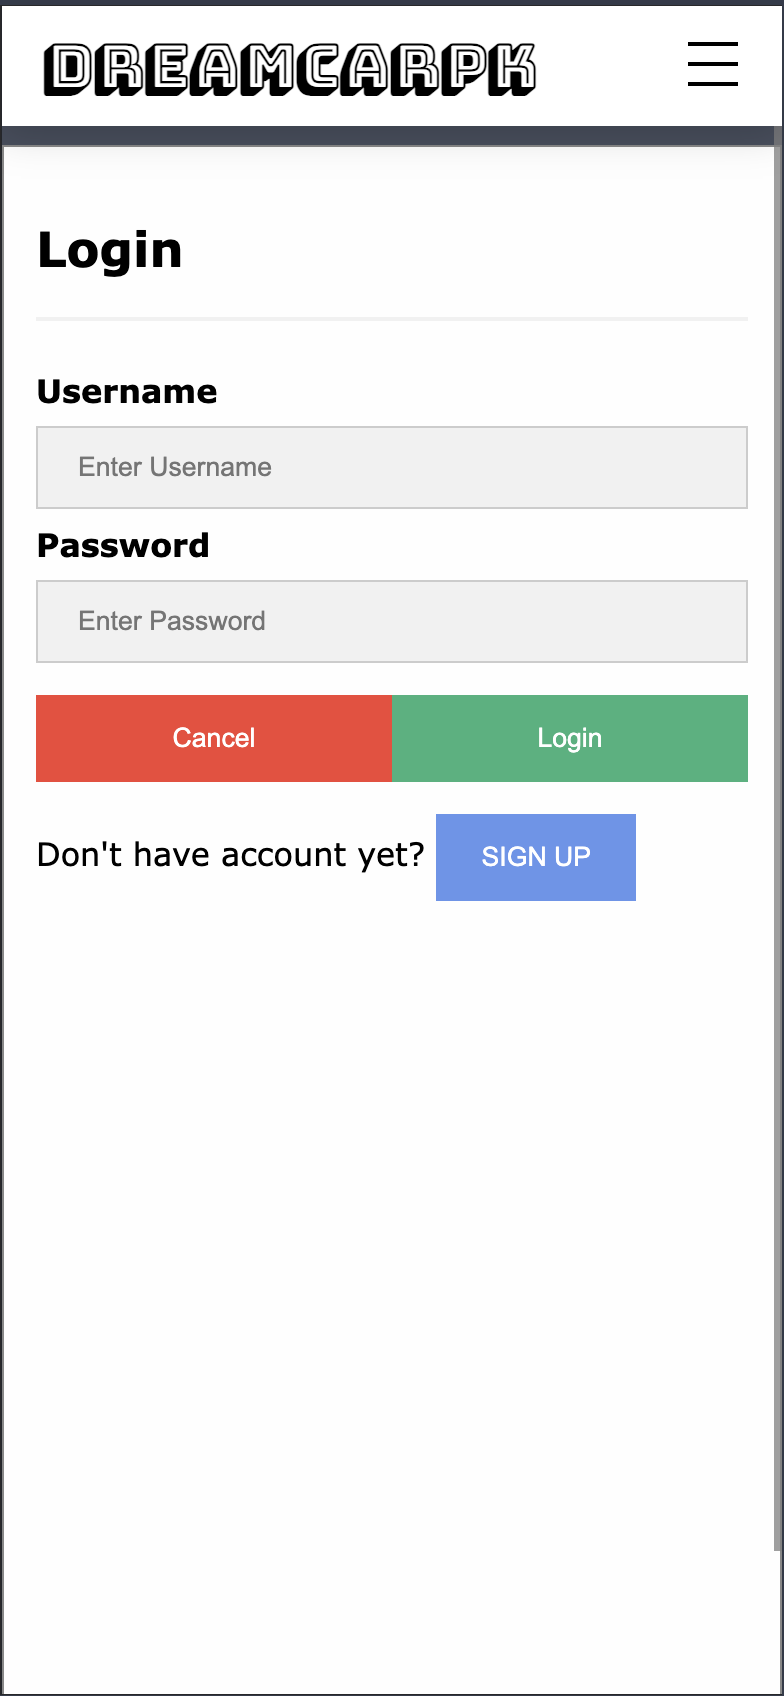 DREAMCARPK
Login
Username
Enter Username
Password
Enter Password
Cancel Login
Don't have account yet? SIGN UP